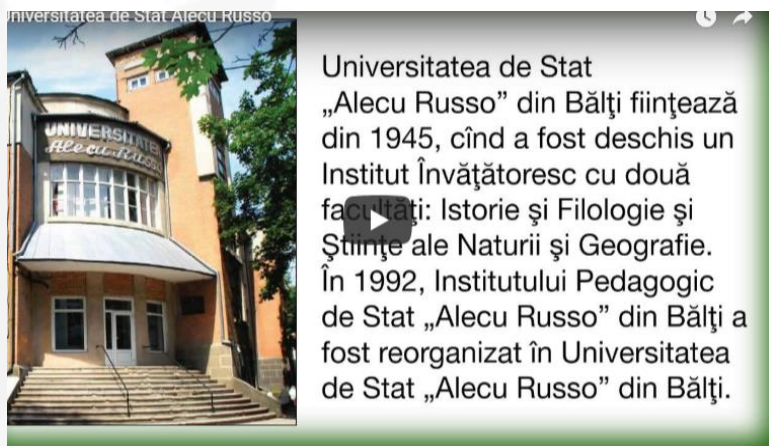 Universitatea de Stat Alecu Russo
UNIVERSITATEA
Alecu Russo
Universitatea de Stat
„Alecu Russo” din Bălţi fiinţează
din 1945, cînd a fost deschis un
Institut Învăţătoresc cu două
facultăţi: Istorie şi Filologie şi
Ştiinţe ale Naturii şi Geografie.
În 1992, Institutului Pedagogic
de Stat „Alecu Russo” din Bălţi a
fost reorganizat în Universitatea
de Stat „Alecu Russo” din Bălţi.